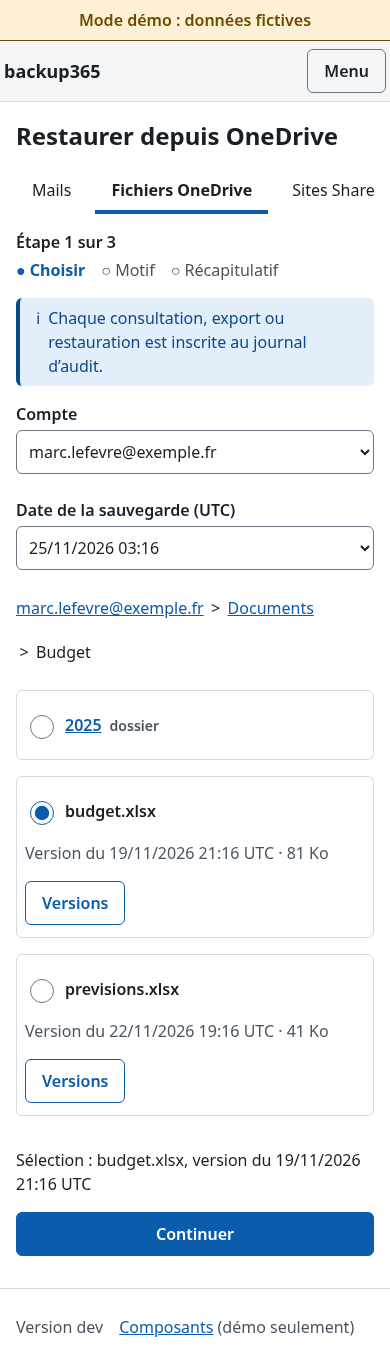 Mode démo : données fictives
backup365
Menu
Restaurer depuis OneDrive
Mails
Fichiers OneDrive
Sites Share
Étape 1 sur 3
● Choisir
○ Motif
○ Récapitulatif
i Chaque consultation, export ou
restauration est inscrite au journal
d’audit.
Compte
marc.lefevre@exemple.fr
Date de la sauvegarde (UTC)
25/11/2026 03:16
marc.lefevre@exemple.fr > Documents
> Budget
2025 dossier
budget.xlsx
Version du 19/11/2026 21:16 UTC · 81 Ko
Versions
previsions.xlsx
Version du 22/11/2026 19:16 UTC · 41 Ko
Versions
Sélection : budget.xlsx, version du 19/11/2026
21:16 UTC
Continuer
Version dev Composants (démo seulement)